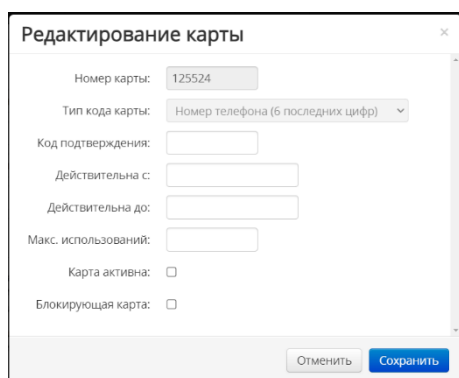 Редактирование карты ×
Номер карты: 125524
Тип кода карты: Номер телефона (6 последних цифр)
Код подтверждения:
Действительна с:
Действительна до:
Макс. использований:
Карта активна:
Блокирующая карта:
Отменить Сохранить